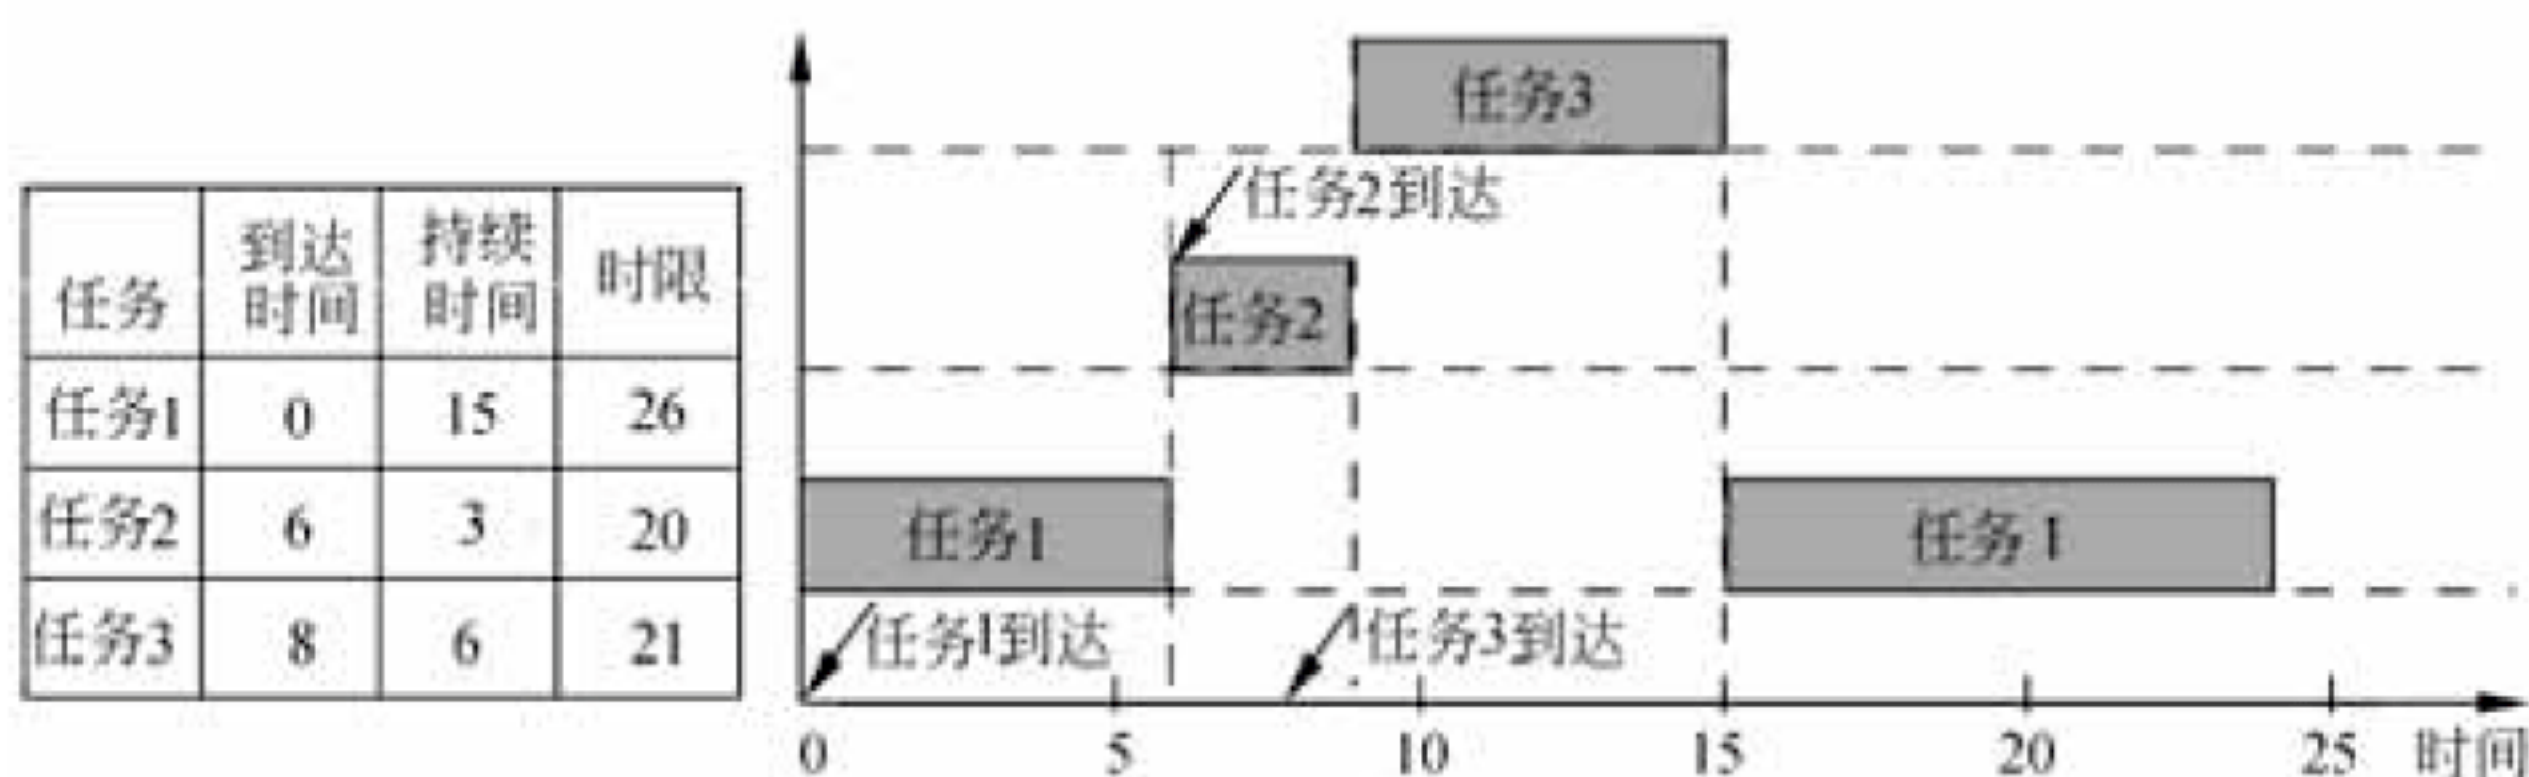 任务 到达时间 持续时间 时限
任务1 0 15 26
任务2 6 3 20
任务3 8 6 21
任务3
任务2到达
任务2
任务1 任务1
任务1到达 任务3到达
0 5 10 15 20 25 时间